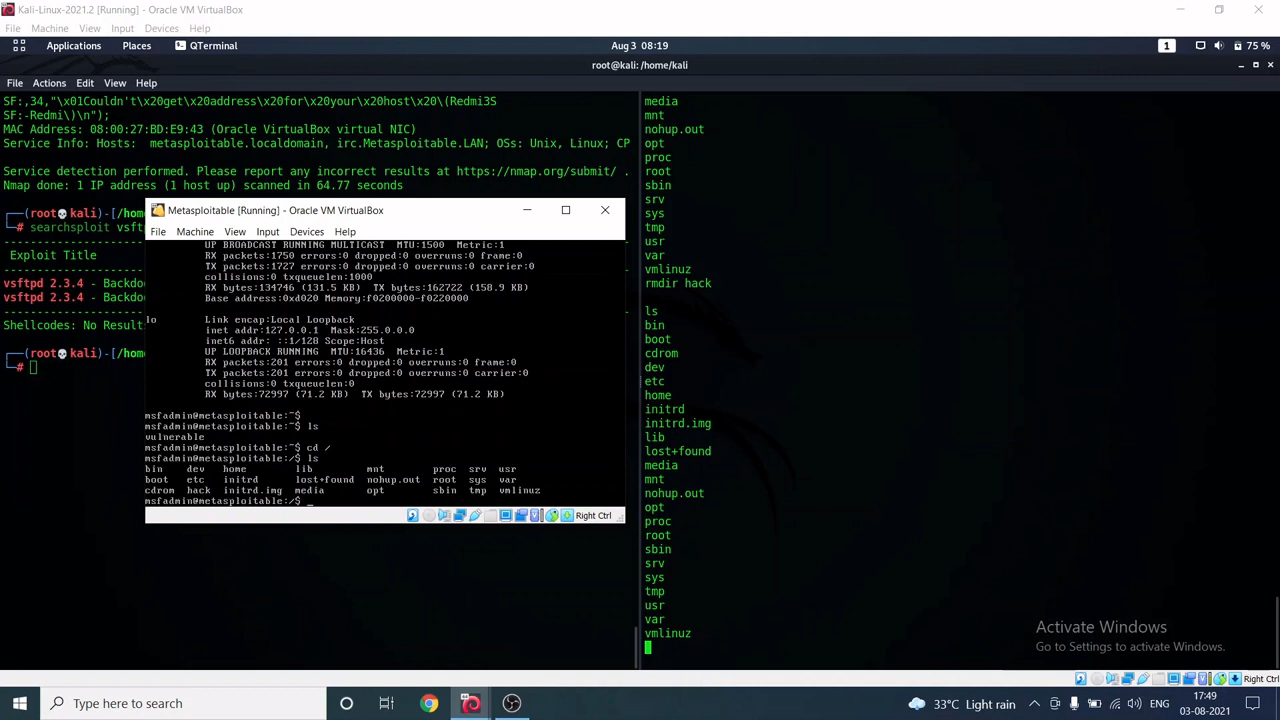 Kali-Linux-2021.2 [Running] - Oracle VM VirtualBox
File Machine View Input Devices Help
Applications Places QTerminal Aug 3 08:19 1 75 %
root@kali: /home/kali
File Actions Edit View Help
SF:,34,"\x01Couldn't\x20get\x20address\x20for\x20your\x20host\x20\(Redmi3S
SF:-Redmi\)\n");
MAC Address: 08:00:27:BD:E9:43 (Oracle VirtualBox virtual NIC)
Service Info: Hosts:  metasploitable.localdomain, irc.Metasploitable.LAN; OSs: Unix, Linux; CP
Service detection performed. Please report any incorrect results at https://nmap.org/submit/ .
Nmap done: 1 IP address (1 host up) scanned in 64.77 seconds
┌──(root💀kali)-[/hom
└─# searchsploit vsft
Exploit Title
vsftpd 2.3.4 - Backdo
vsftpd 2.3.4 - Backdo
Shellcodes: No Results
┌──(root💀kali)-[/hom
└─#
Metasploitable [Running] - Oracle VM VirtualBox
File Machine View Input Devices Help
UP BROADCAST RUNNING MULTICAST  MTU:1500  Metric:1
RX packets:1750 errors:0 dropped:0 overruns:0 frame:0
TX packets:1727 errors:0 dropped:0 overruns:0 carrier:0
collisions:0 txqueuelen:1000
RX bytes:134746 (131.5 KB)  TX bytes:162722 (158.9 KB)
Base address:0xd020 Memory:f0200000-f0220000
lo Link encap:Local Loopback
inet addr:127.0.0.1  Mask:255.0.0.0
inet6 addr: ::1/128 Scope:Host
UP LOOPBACK RUNNING  MTU:16436  Metric:1
RX packets:201 errors:0 dropped:0 overruns:0 frame:0
TX packets:201 errors:0 dropped:0 overruns:0 carrier:0
collisions:0 txqueuelen:0
RX bytes:72997 (71.2 KB)  TX bytes:72997 (71.2 KB)
msfadmin@metasploitable:~$
msfadmin@metasploitable:~$ ls
vulnerable
msfadmin@metasploitable:~$ cd /
msfadmin@metasploitable:/$ ls
bin dev home lib mnt proc srv usr
boot etc initrd lost+found nohup.out root sys var
cdrom hack initrd.img media opt sbin tmp vmlinuz
msfadmin@metasploitable:/$ _
Right Ctrl
media
mnt
nohup.out
opt
proc
root
sbin
srv
sys
tmp
usr
var
vmlinuz
rmdir hack
ls
bin
boot
cdrom
dev
etc
home
initrd
initrd.img
lib
lost+found
media
mnt
nohup.out
opt
proc
root
sbin
srv
sys
tmp
usr
var
vmlinuz
Activate Windows
Go to Settings to activate Windows.
Right Ctrl
Type here to search
33°C Light rain
17:49
03-08-2021